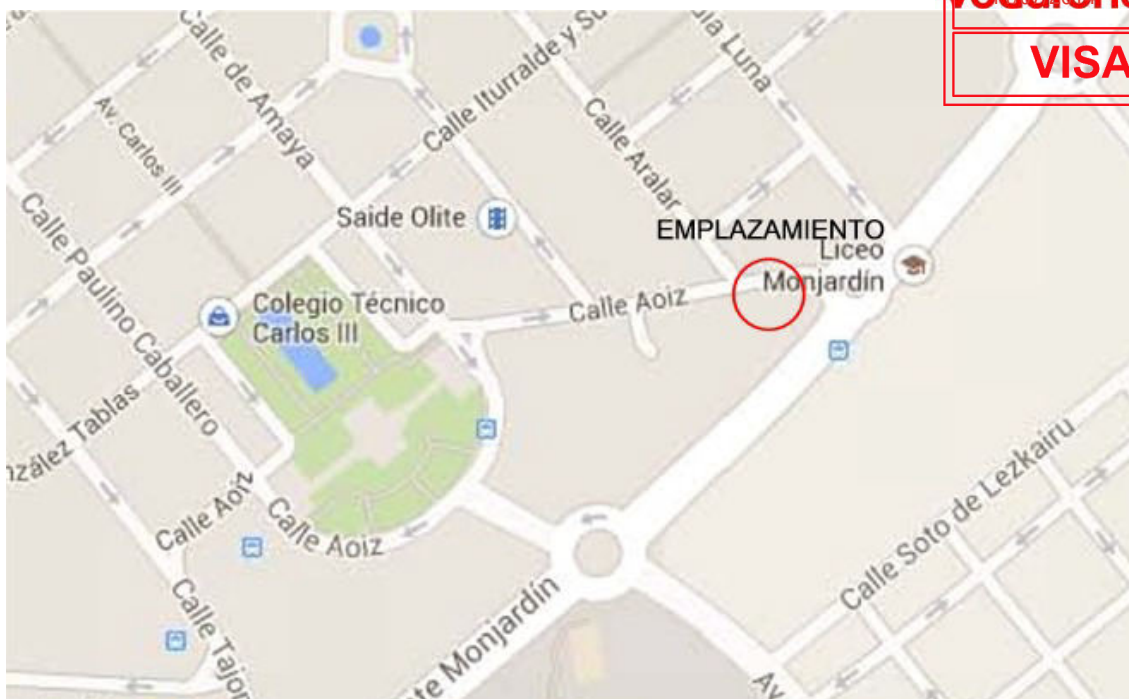 vodafone
VISA
Calle de Amaya
Calle Iturralde y Su
Luna
Av. Carlos III
Calle Aralar
Calle Paulino Caballero
Saide Olite
EMPLAZAMIENTO
Liceo
Monjardín
Colegio Técnico
Carlos III
Calle Aoiz
nzález Tablas
Calle Aoiz
Calle Aoiz
Calle Soto de Lezkairu
Calle Tajon
te Monjardín
Av